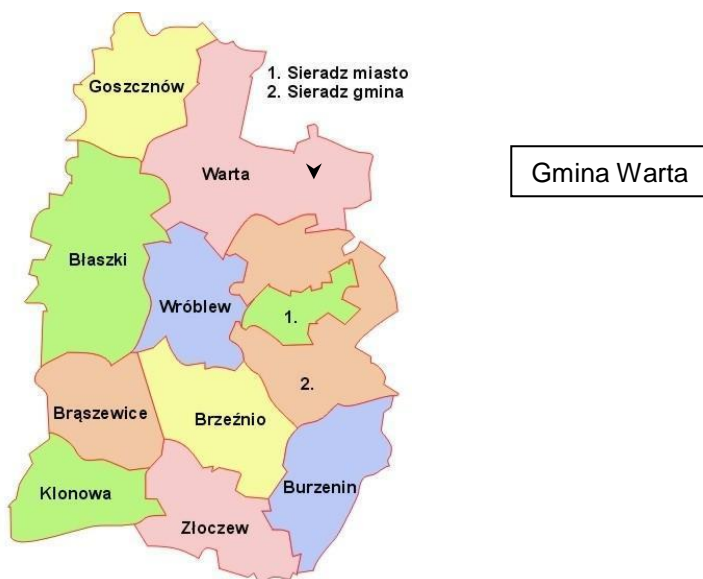 Goszcznów
1. Sieradz miasto
2. Sieradz gmina
Warta
Gmina Warta
Błaszki
Wróblew
1.
2.
Brąszewice
Brzeźnio
Klonowa
Burzenin
Złoczew